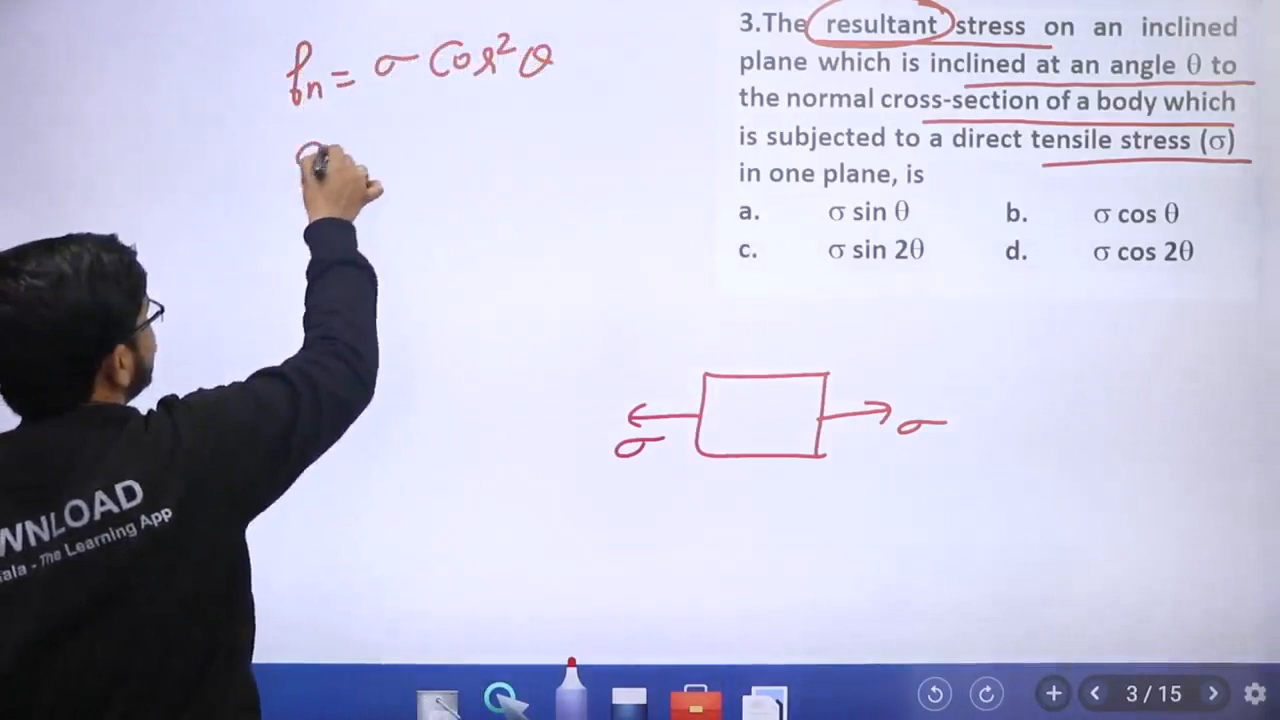 fn = σ Cos²θ
3.The resultant stress on an inclined
plane which is inclined at an angle θ to
the normal cross-section of a body which
is subjected to a direct tensile stress (σ)
in one plane, is
a. σ sin θ b. σ cos θ
c. σ sin 2θ d. σ cos 2θ
σ σ
WNLOAD
ala - The Learning App
3 / 15